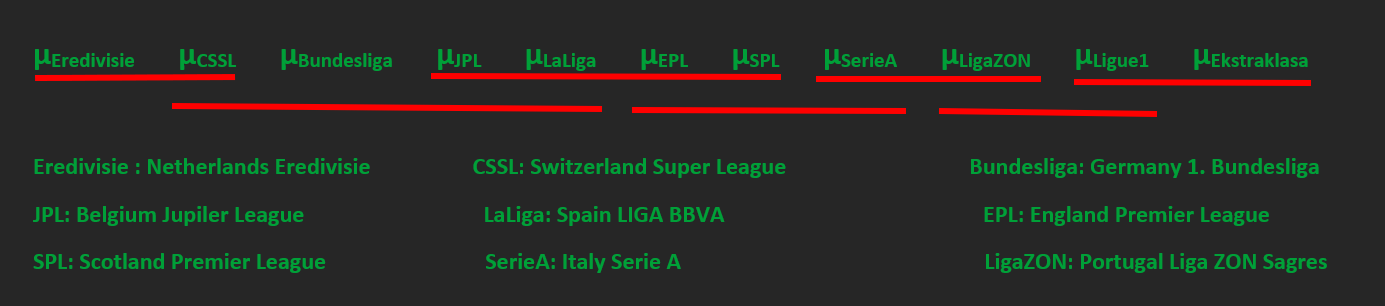 μEredivisie μCSSL μBundesliga μJPL μLaLiga μEPL μSPL μSerieA μLigaZON μLigue1 μEkstraklasa
Eredivisie : Netherlands Eredivisie CSSL: Switzerland Super League Bundesliga: Germany 1. Bundesliga
JPL: Belgium Jupiler League LaLiga: Spain LIGA BBVA EPL: England Premier League
SPL: Scotland Premier League SerieA: Italy Serie A LigaZON: Portugal Liga ZON Sagres